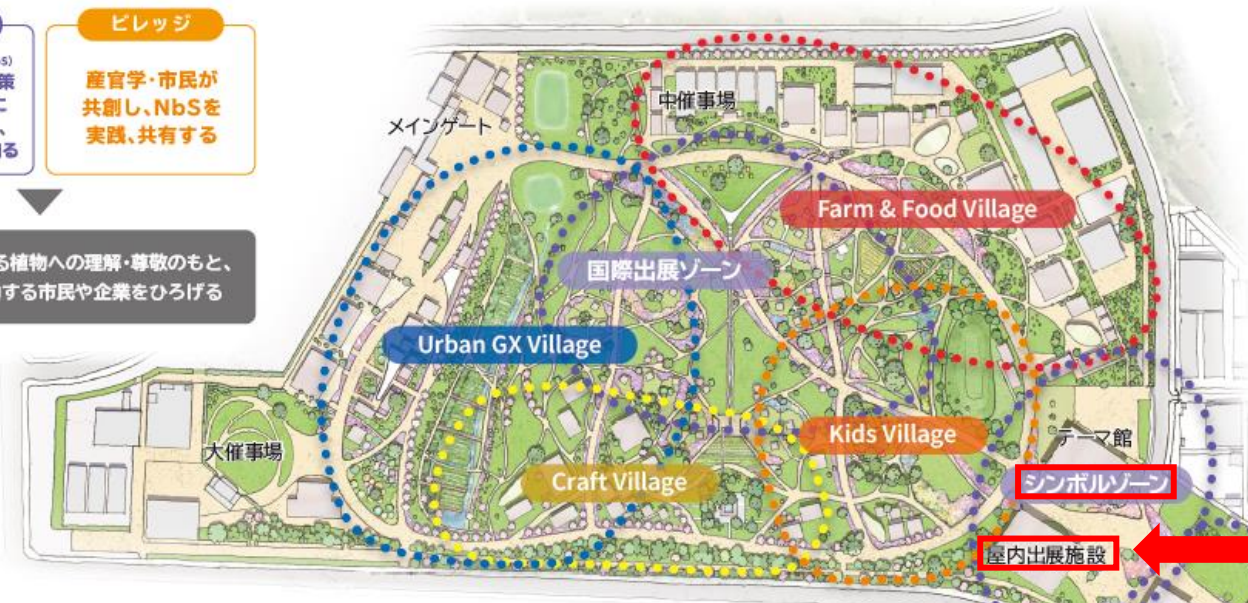 ビレッジ
産官学・市民が
共創し、NbSを
実践、共有する
S)
策
に
、
る
る植物への理解・尊敬のもと、
する市民や企業をひろげる
メインゲート
中催事場
Farm & Food Village
国際出展ゾーン
Urban GX Village
大催事場
Kids Village
テーマ館
Craft Village
シンボルゾーン
屋内出展施設